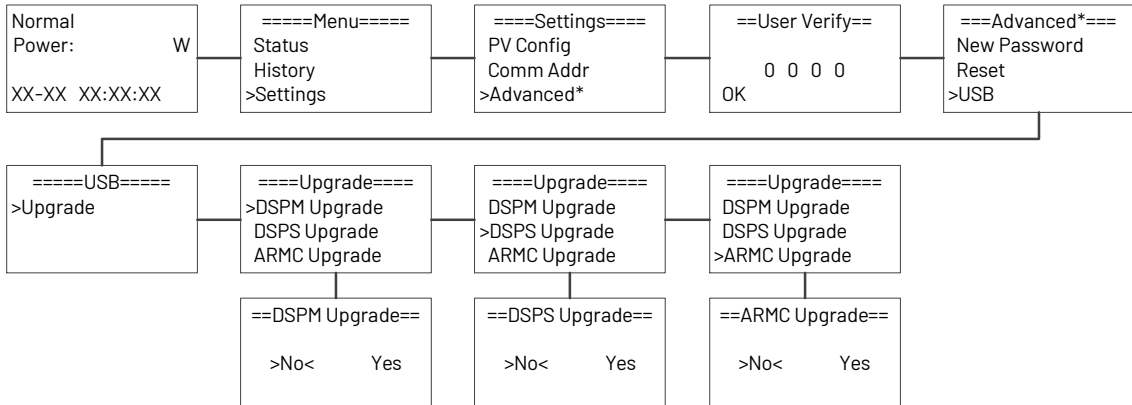 Normal
Power: W
XX-XX XX:XX:XX
=====Menu=====
Status
History
>Settings
====Settings====
PV Config
Comm Addr
>Advanced*
==User Verify==
0 0 0 0
OK
===Advanced*===
New Password
Reset
>USB
=====USB=====
>Upgrade
====Upgrade====
>DSPM Upgrade
DSPS Upgrade
ARMC Upgrade
====Upgrade====
DSPM Upgrade
>DSPS Upgrade
ARMC Upgrade
====Upgrade====
DSPM Upgrade
DSPS Upgrade
>ARMC Upgrade
==DSPM Upgrade==
>No< Yes
==DSPS Upgrade==
>No< Yes
==ARMC Upgrade==
>No< Yes